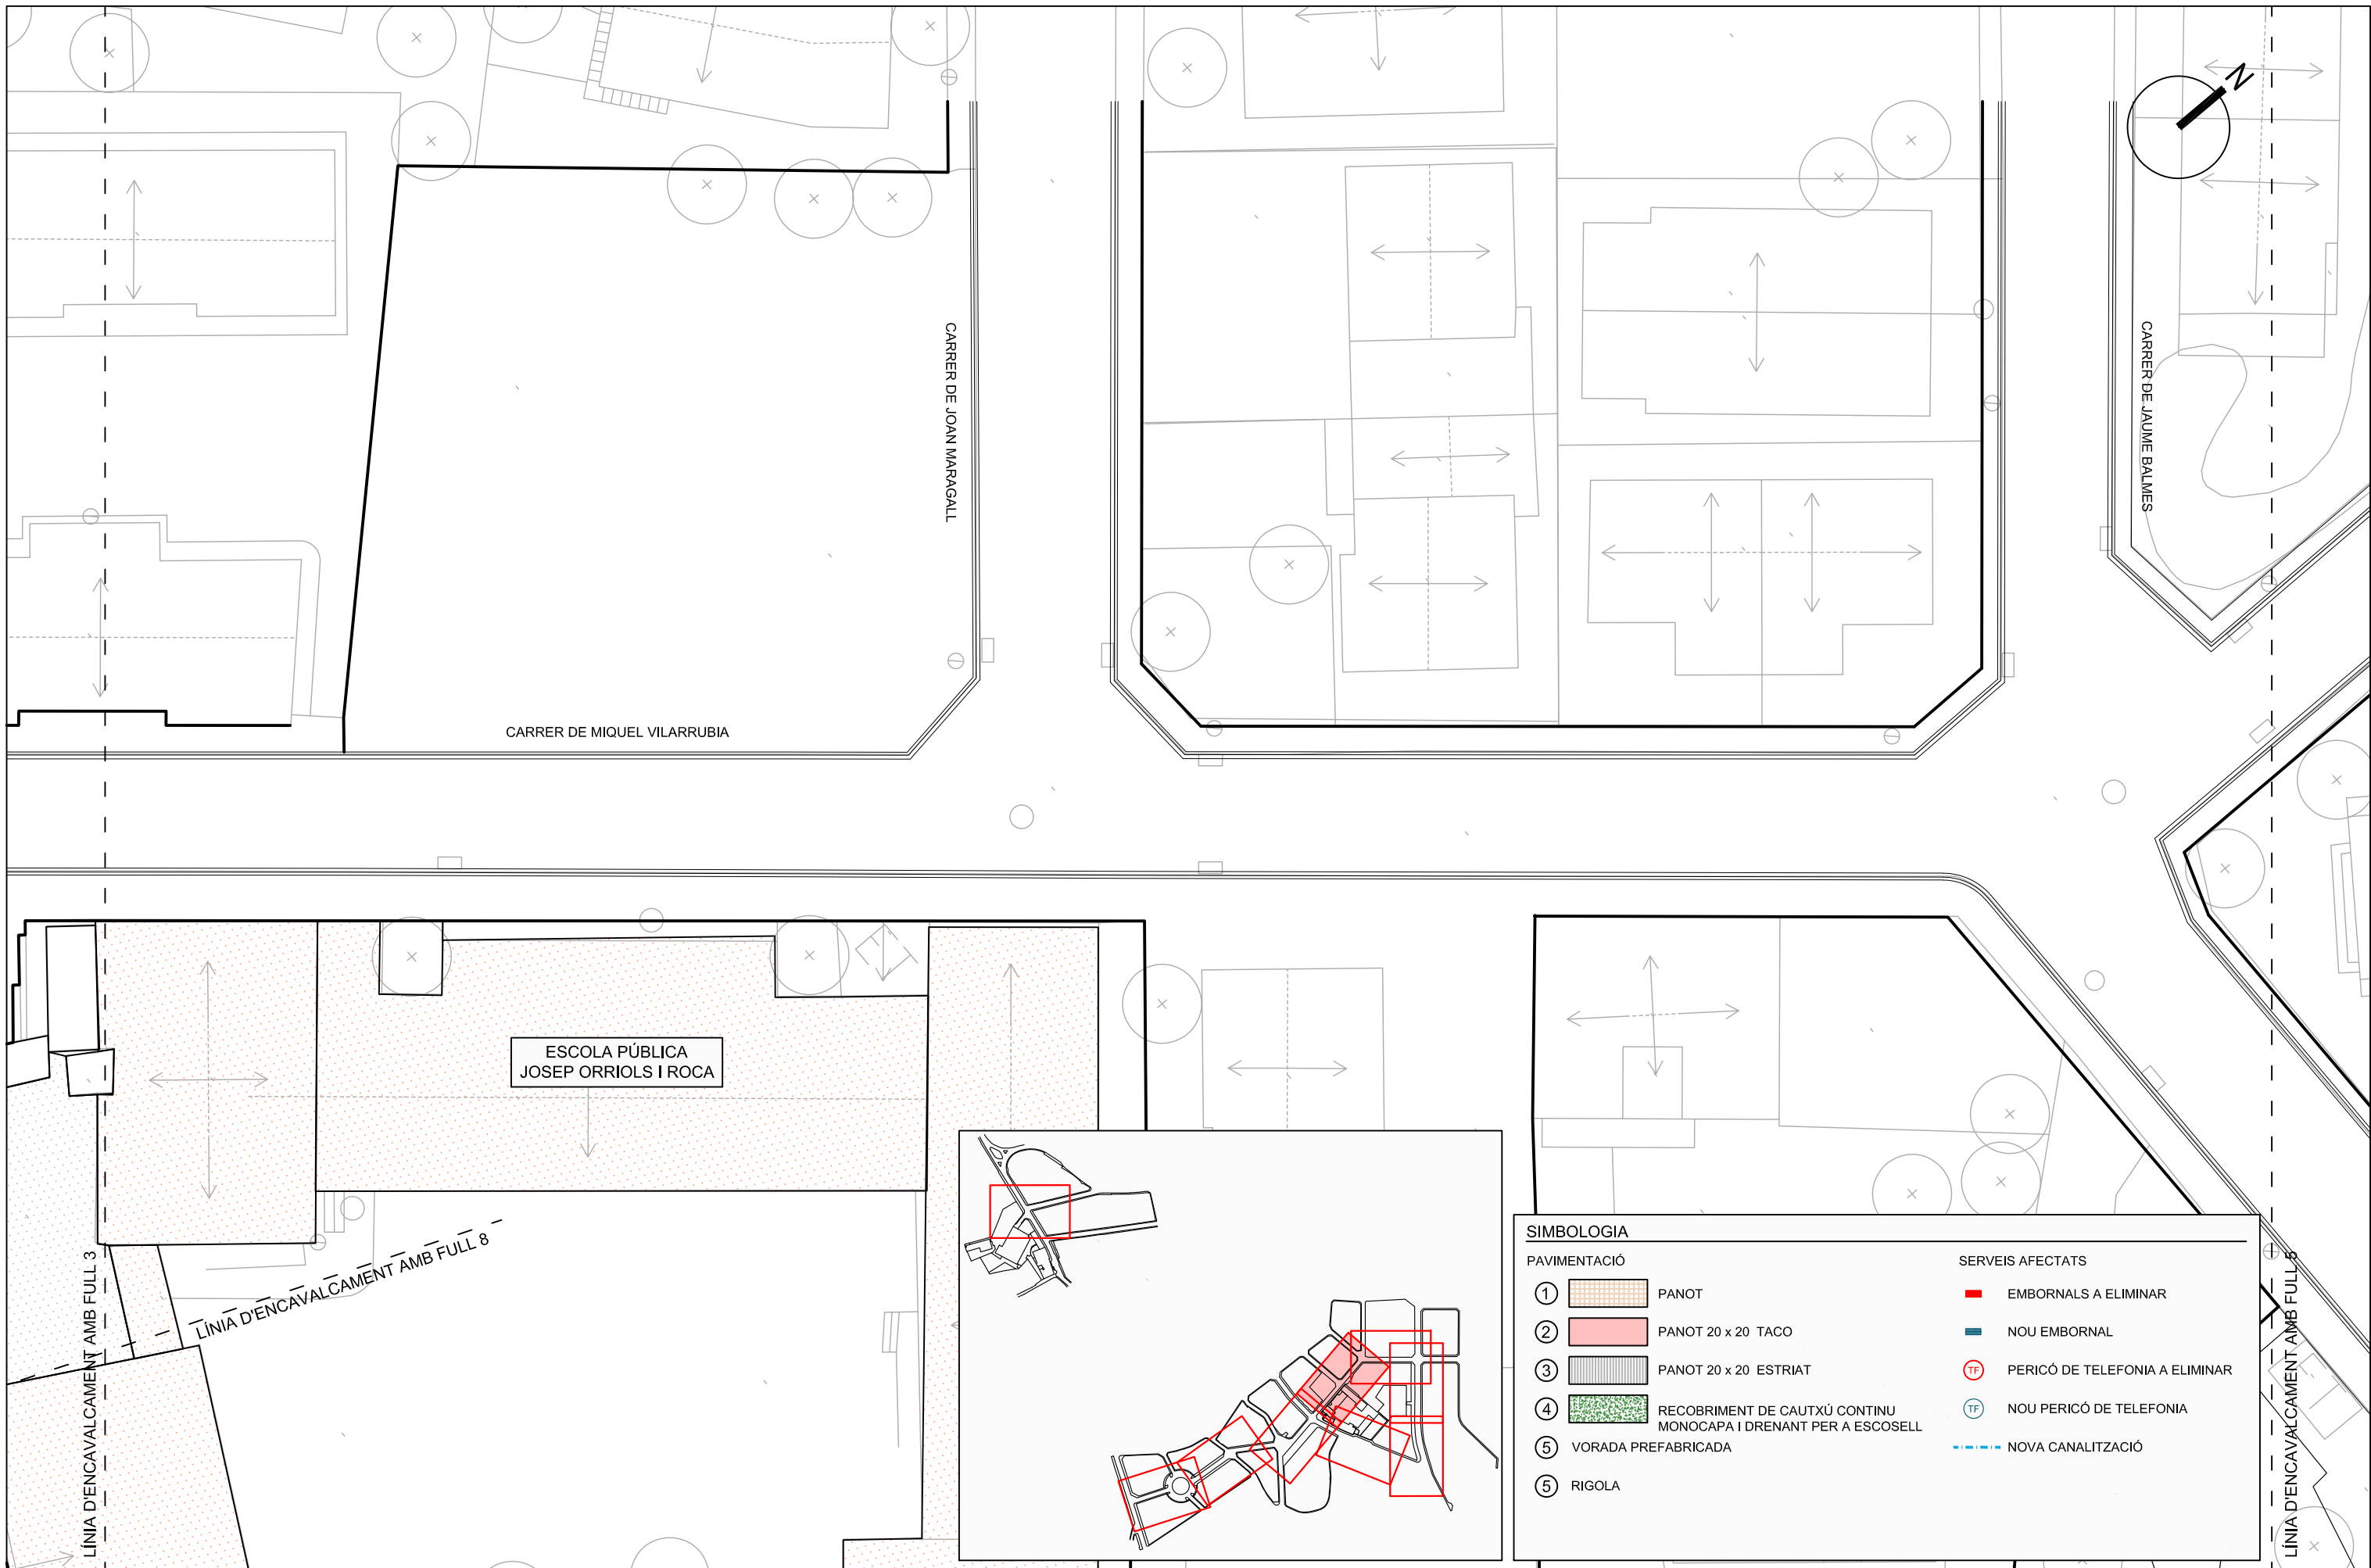 N
CARRER DE JOAN MARAGALL
CARRER DE JAUME BALMES
CARRER DE MIQUEL VILARRUBIA
ESCOLA PÚBLICA
JOSEP ORRIOLS I ROCA
LÍNIA D'ENCAVALCAMENT AMB FULL 3
LÍNIA D'ENCAVALCAMENT AMB FULL 8
LÍNIA D'ENCAVALCAMENT AMB FULL 5
SIMBOLOGIA
PAVIMENTACIÓ
1 PANOT
2 PANOT 20 x 20 TACO
3 PANOT 20 x 20 ESTRIAT
4 RECOBRIMENT DE CAUTXÚ CONTINU
MONOCAPA I DRENANT PER A ESCOSELL
5 VORADA PREFABRICADA
5 RIGOLA
SERVEIS AFECTATS
EMBORNALS A ELIMINAR
NOU EMBORNAL
TF PERICÓ DE TELEFONIA A ELIMINAR
TF NOU PERICÓ DE TELEFONIA
NOVA CANALITZACIÓ